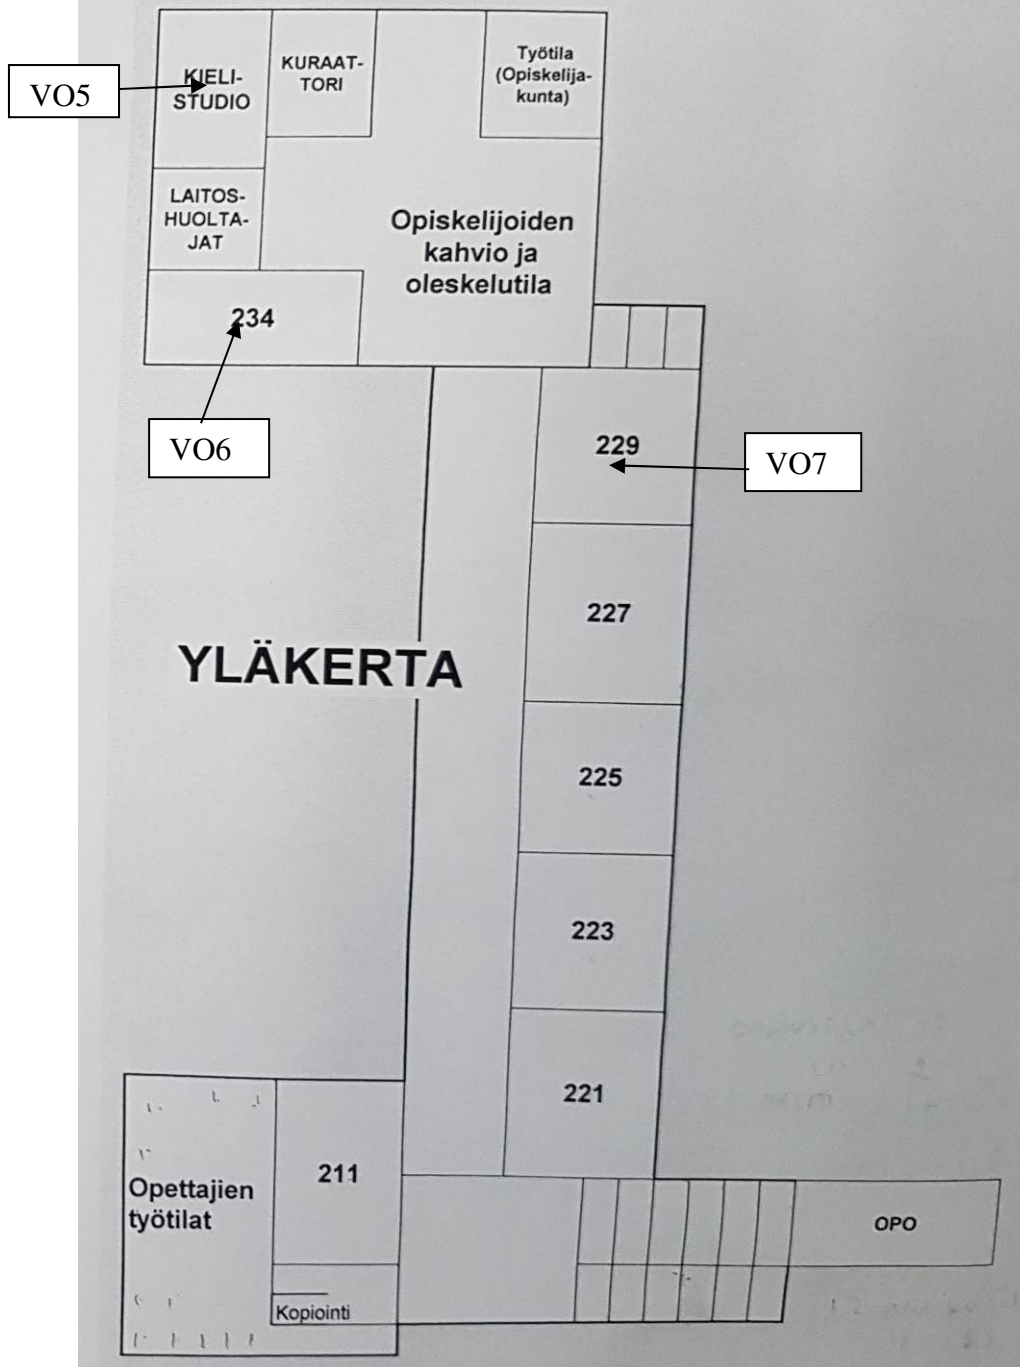 VO5
KIELI-
STUDIO
KURAAT-
TORI
Työtila
(Opiskelija-
kunta)
LAITOS-
HUOLTA-
JAT
Opiskelijoiden
kahvio ja
oleskelutila
234
VO6
229
VO7
227
YLÄKERTA
225
223
221
211
Opettajien
työtilat
OPO
Kopiointi